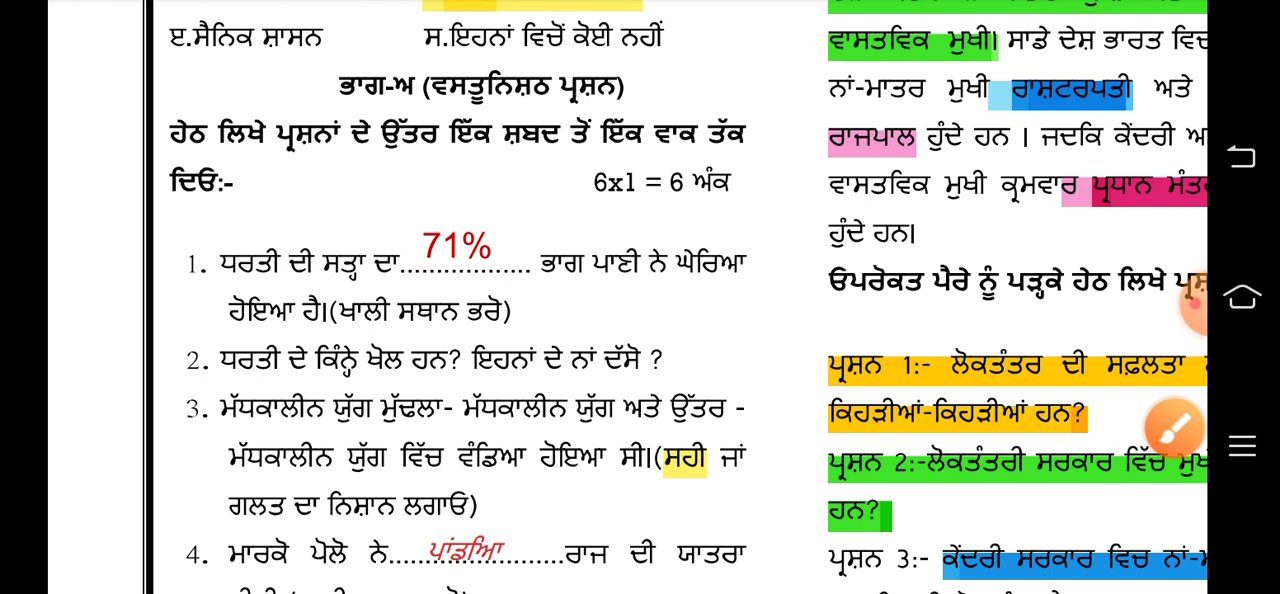 ੲ.ਸੈਨਿਕ ਸ਼ਾਸਨ ਸ.ਇਹਨਾਂ ਵਿਚੋਂ ਕੋਈ ਨਹੀਂ
ਭਾਗ-ਅ (ਵਸਤੂਨਿਸ਼ਠ ਪ੍ਰਸ਼ਨ)
ਹੇਠ ਲਿਖੇ ਪ੍ਰਸ਼ਨਾਂ ਦੇ ਉੱਤਰ ਇੱਕ ਸ਼ਬਦ ਤੋਂ ਇੱਕ ਵਾਕ ਤੱਕ
ਦਿਓ:- 6x1 = 6 ਅੰਕ
1. ਧਰਤੀ ਦੀ ਸਤ੍ਹਾ ਦਾ...71%... ਭਾਗ ਪਾਣੀ ਨੇ ਘੇਰਿਆ
ਹੋਇਆ ਹੈ।(ਖਾਲੀ ਸਥਾਨ ਭਰੋ)
2. ਧਰਤੀ ਦੇ ਕਿੰਨ੍ਹੇ ਖੋਲ ਹਨ? ਇਹਨਾਂ ਦੇ ਨਾਂ ਦੱਸੋ ?
3. ਮੱਧਕਾਲੀਨ ਯੁੱਗ ਮੁੱਢਲਾ- ਮੱਧਕਾਲੀਨ ਯੁੱਗ ਅਤੇ ਉੱਤਰ -
ਮੱਧਕਾਲੀਨ ਯੁੱਗ ਵਿੱਚ ਵੰਡਿਆ ਹੋਇਆ ਸੀ।(ਸਹੀ ਜਾਂ
ਗਲਤ ਦਾ ਨਿਸ਼ਾਨ ਲਗਾਓ)
4. ਮਾਰਕੋ ਪੋਲੋ ਨੇ...ਪਾਂਡਿਆ...ਰਾਜ ਦੀ ਯਾਤਰਾ
ਵਾਸਤਵਿਕ ਮੁਖੀ। ਸਾਡੇ ਦੇਸ਼ ਭਾਰਤ ਵਿਚ
ਨਾਂ-ਮਾਤਰ ਮੁਖੀ ਰਾਸ਼ਟਰਪਤੀ ਅਤੇ
ਰਾਜਪਾਲ ਹੁੰਦੇ ਹਨ । ਜਦਕਿ ਕੇਂਦਰੀ ਅ
ਵਾਸਤਵਿਕ ਮੁਖੀ ਕ੍ਰਮਵਾਰ ਪ੍ਰਧਾਨ ਮੰਤਰ
ਹੁੰਦੇ ਹਨ।
ਓਪਰੋਕਤ ਪੈਰੇ ਨੂੰ ਪੜ੍ਹਕੇ ਹੇਠ ਲਿਖੇ ਪ੍ਰਸ਼
ਪ੍ਰਸ਼ਨ 1:- ਲੋਕਤੰਤਰ ਦੀ ਸਫ਼ਲਤਾ
ਕਿਹੜੀਆਂ-ਕਿਹੜੀਆਂ ਹਨ?
ਪ੍ਰਸ਼ਨ 2:-ਲੋਕਤੰਤਰੀ ਸਰਕਾਰ ਵਿੱਚ ਮੁਖ
ਹਨ?
ਪ੍ਰਸ਼ਨ 3:- ਕੇਂਦਰੀ ਸਰਕਾਰ ਵਿਚ ਨਾਂ-ਮ